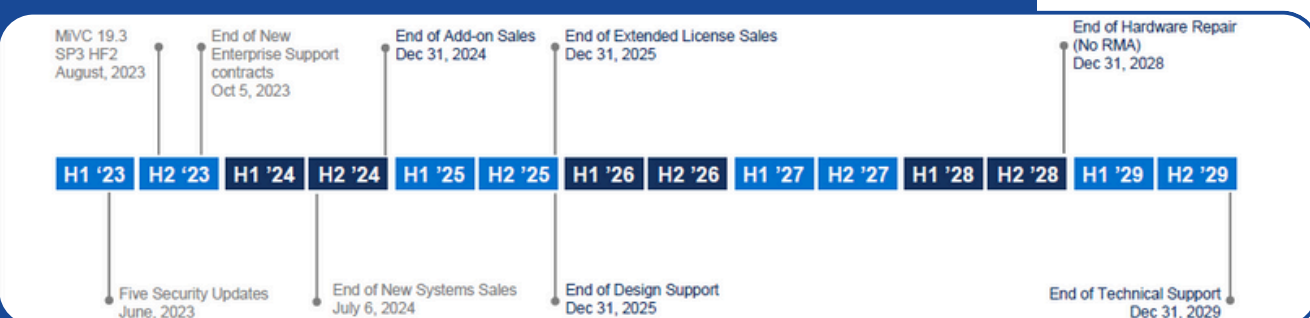 MiVC 19.3
SP3 HF2
August, 2023
End of New
Enterprise Support
contracts
Oct 5, 2023
End of Add-on Sales
Dec 31, 2024
End of Extended License Sales
Dec 31, 2025
End of Hardware Repair
(No RMA)
Dec 31, 2028
H1 ‘23 H2 ‘23 H1 ’24 H2 ’24 H1 ’25 H2 ’25 H1 ’26 H2 ’26 H1 ’27 H2 ’27 H1 ’28 H2 ’28 H1 ’29 H2 ’29
Five Security Updates
June, 2023
End of New Systems Sales
July 6, 2024
End of Design Support
Dec 31, 2025
End of Technical Support
Dec 31, 2029